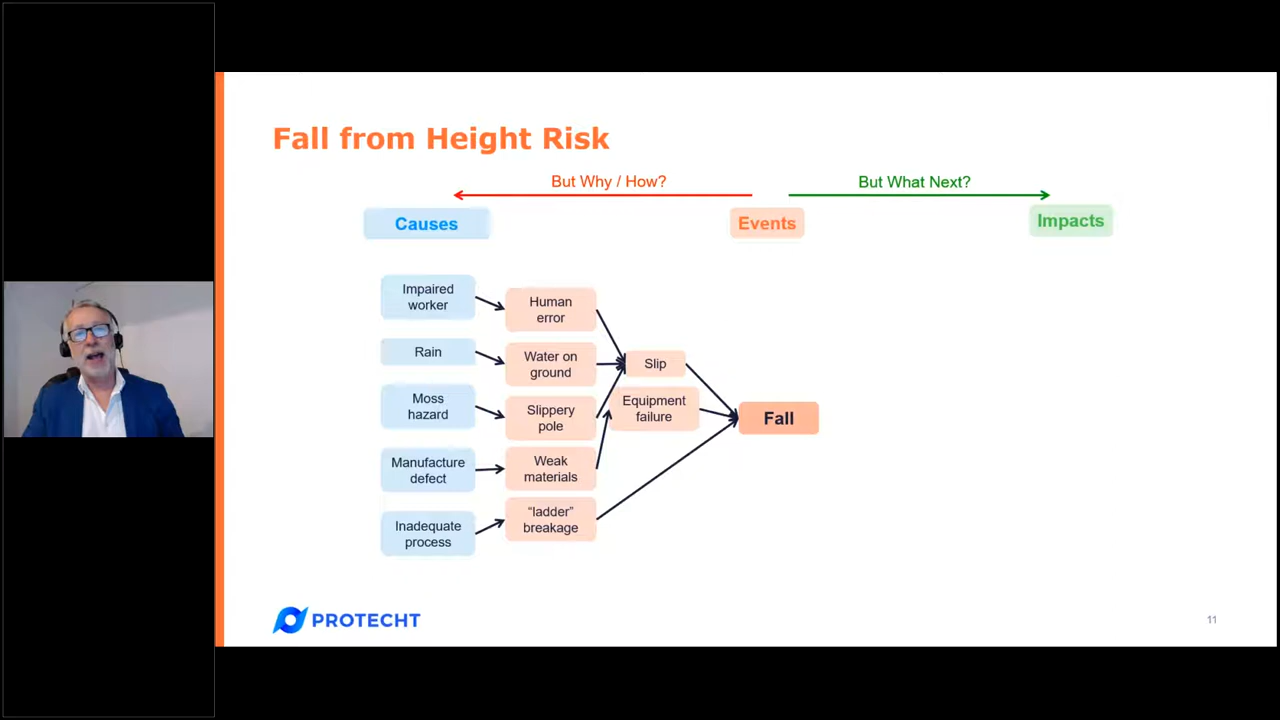 Fall from Height Risk
But Why / How?
But What Next?
Causes
Events
Impacts
Impaired
worker
Human
error
Rain
Water on
ground
Slip
Moss
hazard
Slippery
pole
Equipment
failure
Fall
Manufacture
defect
Weak
materials
Inadequate
process
“ladder”
breakage
PROTECHT
11